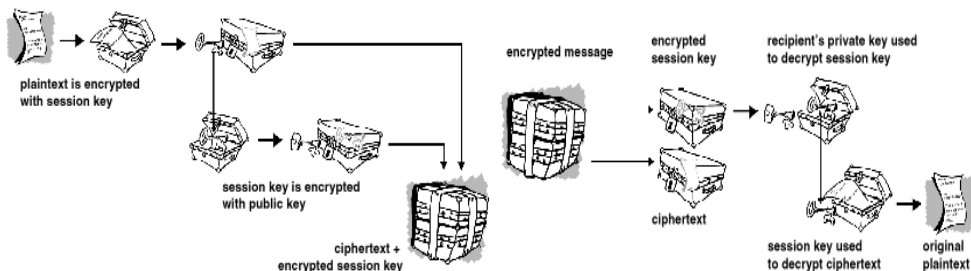 plaintext is encrypted
with session key
session key is encrypted
with public key
ciphertext +
encrypted session key
encrypted message
encrypted
session key
recipient's private key used
to decrypt session key
ciphertext
session key used
to decrypt ciphertext
original
plaintext